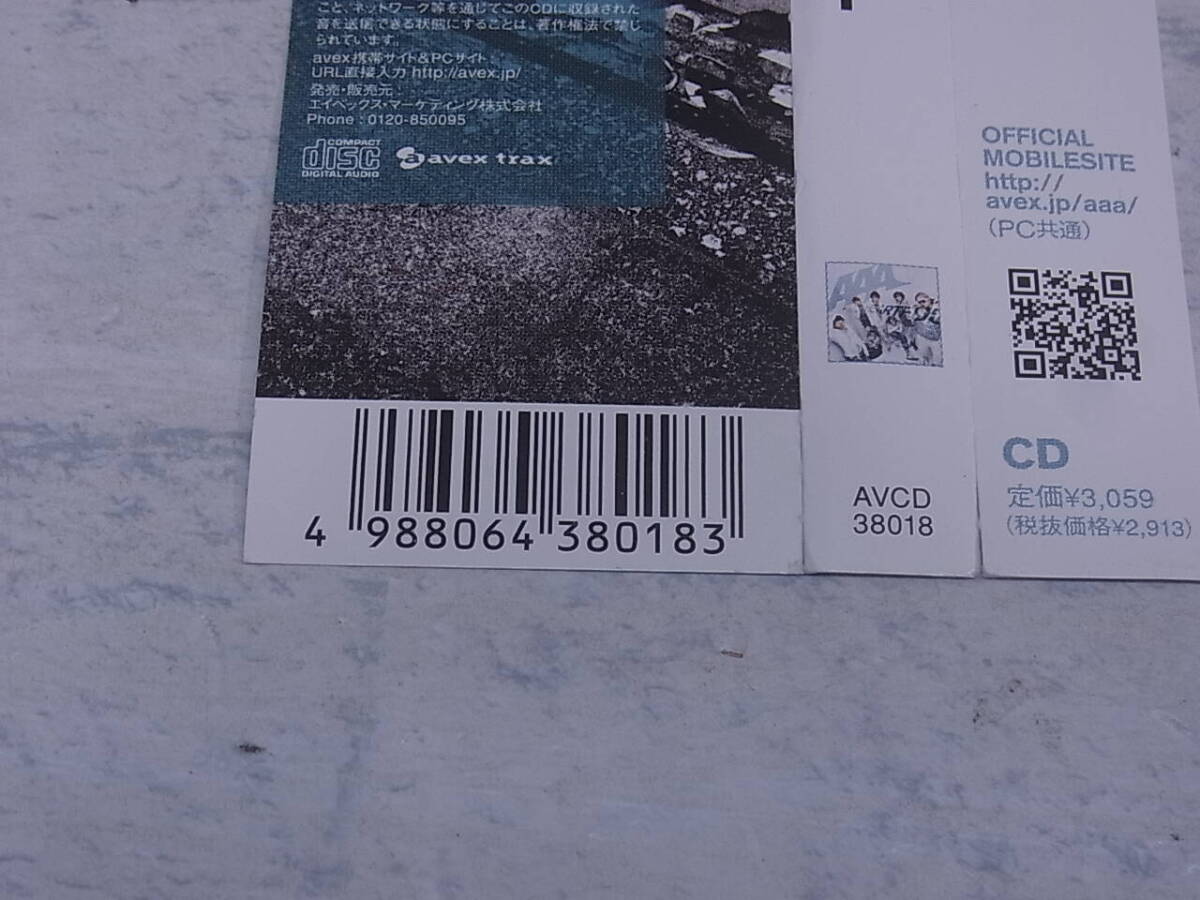 こと、ネットワーク等を通じてこのCDに収録された
音を送信できる状態にすることは、著作権法で禁じ
られています。
avex携帯サイト&PCサイト:
URL直接入力 http://avex.jp/
発売・販売元:
エイベックス・マーケティング株式会社
Phone : 0120-850095
COMPACT
disc
DIGITAL AUDIO
a avex trax
4 988064 380183
AAA
AVCD
38018
OFFICIAL
MOBILESITE
http://
avex.jp/aaa/
(PC共通)
CD
定価¥3,059
(税抜価格¥2,913)